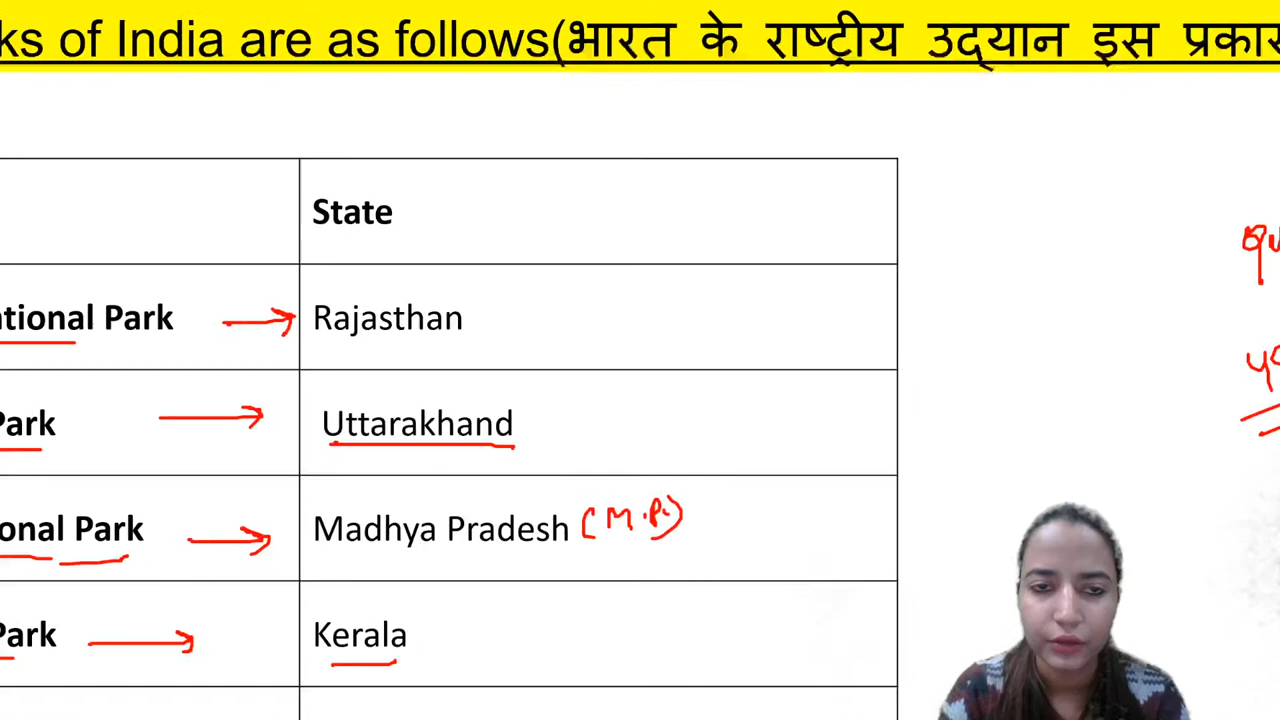 ks of India are as follows(भारत के राष्ट्रीय उद्यान इस प्रकार
State
ational Park → Rajasthan
Park → Uttarakhand
onal Park → Madhya Pradesh (M.P.)
Park → Kerala